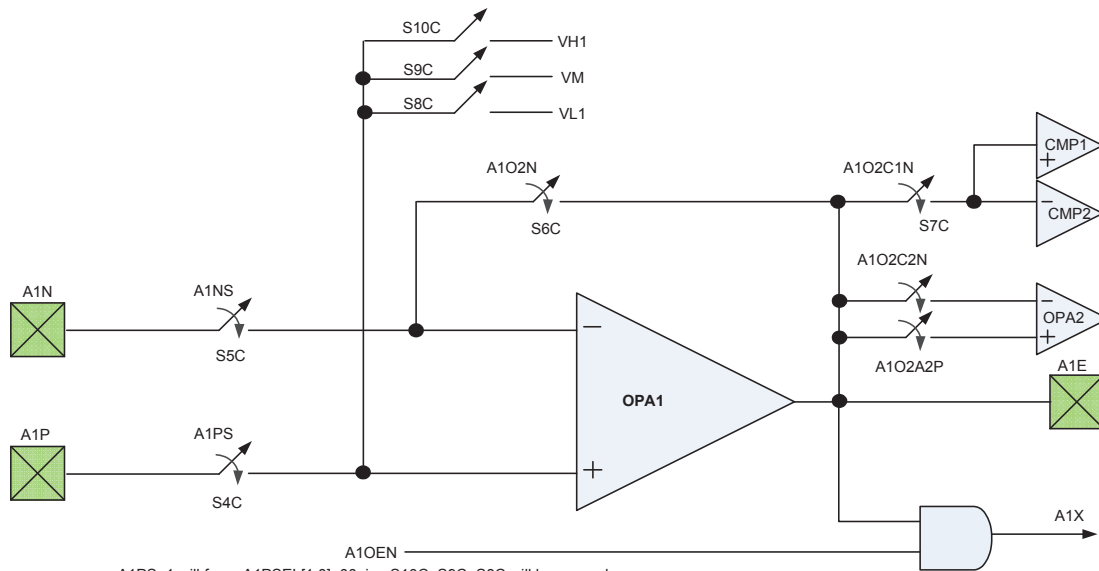 S10C
VH1
S9C
VM
S8C
VL1
CMP1
+
A1O2N
A1O2C1N
S6C
S7C
−
CMP2
A1O2C2N
A1N
A1NS
−
−
OPA2
+
S5C
A1O2A2P
A1E
OPA1
A1P
A1PS
+
S4C
A1X
A1OEN